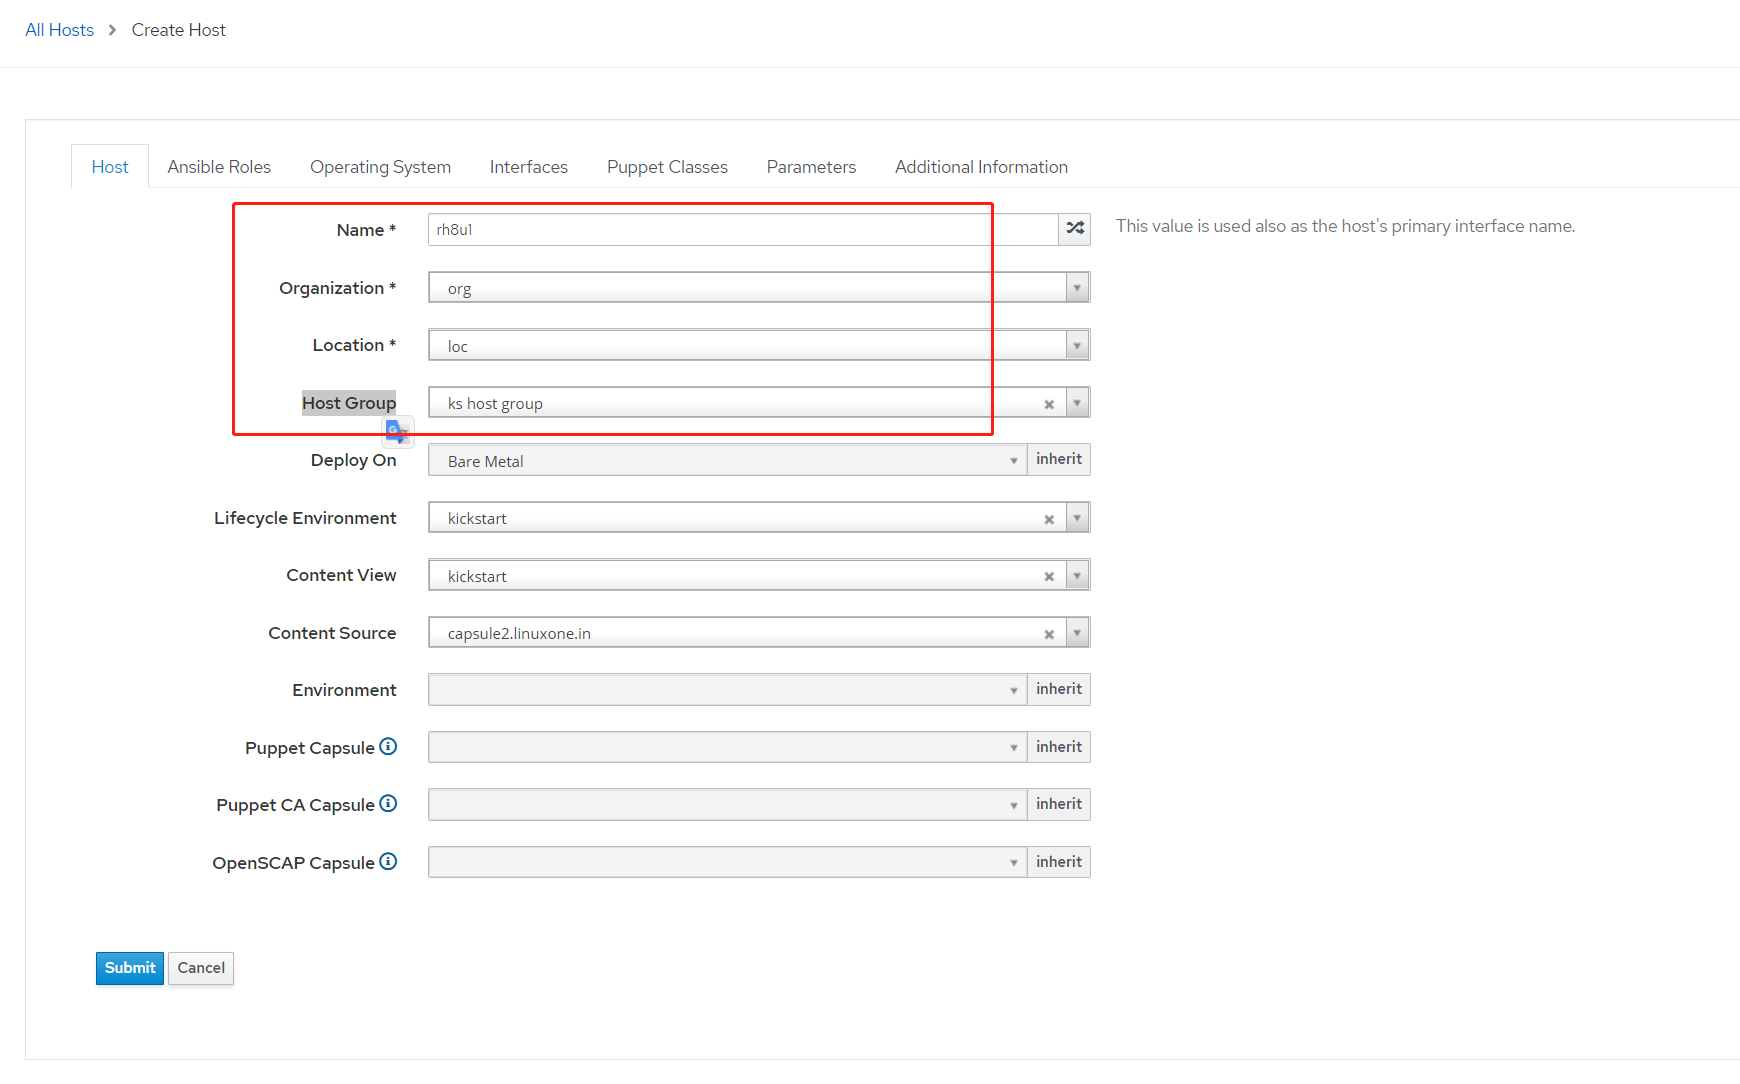 All Hosts > Create Host
Host Ansible Roles Operating System Interfaces Puppet Classes Parameters Additional Information
Name * rh8u1 This value is used also as the host's primary interface name.
Organization * org
Location * loc
Host Group ks host group
Deploy On Bare Metal inherit
Lifecycle Environment kickstart
Content View kickstart
Content Source capsule2.linuxone.in
Environment inherit
Puppet Capsule inherit
Puppet CA Capsule inherit
OpenSCAP Capsule inherit
Submit Cancel